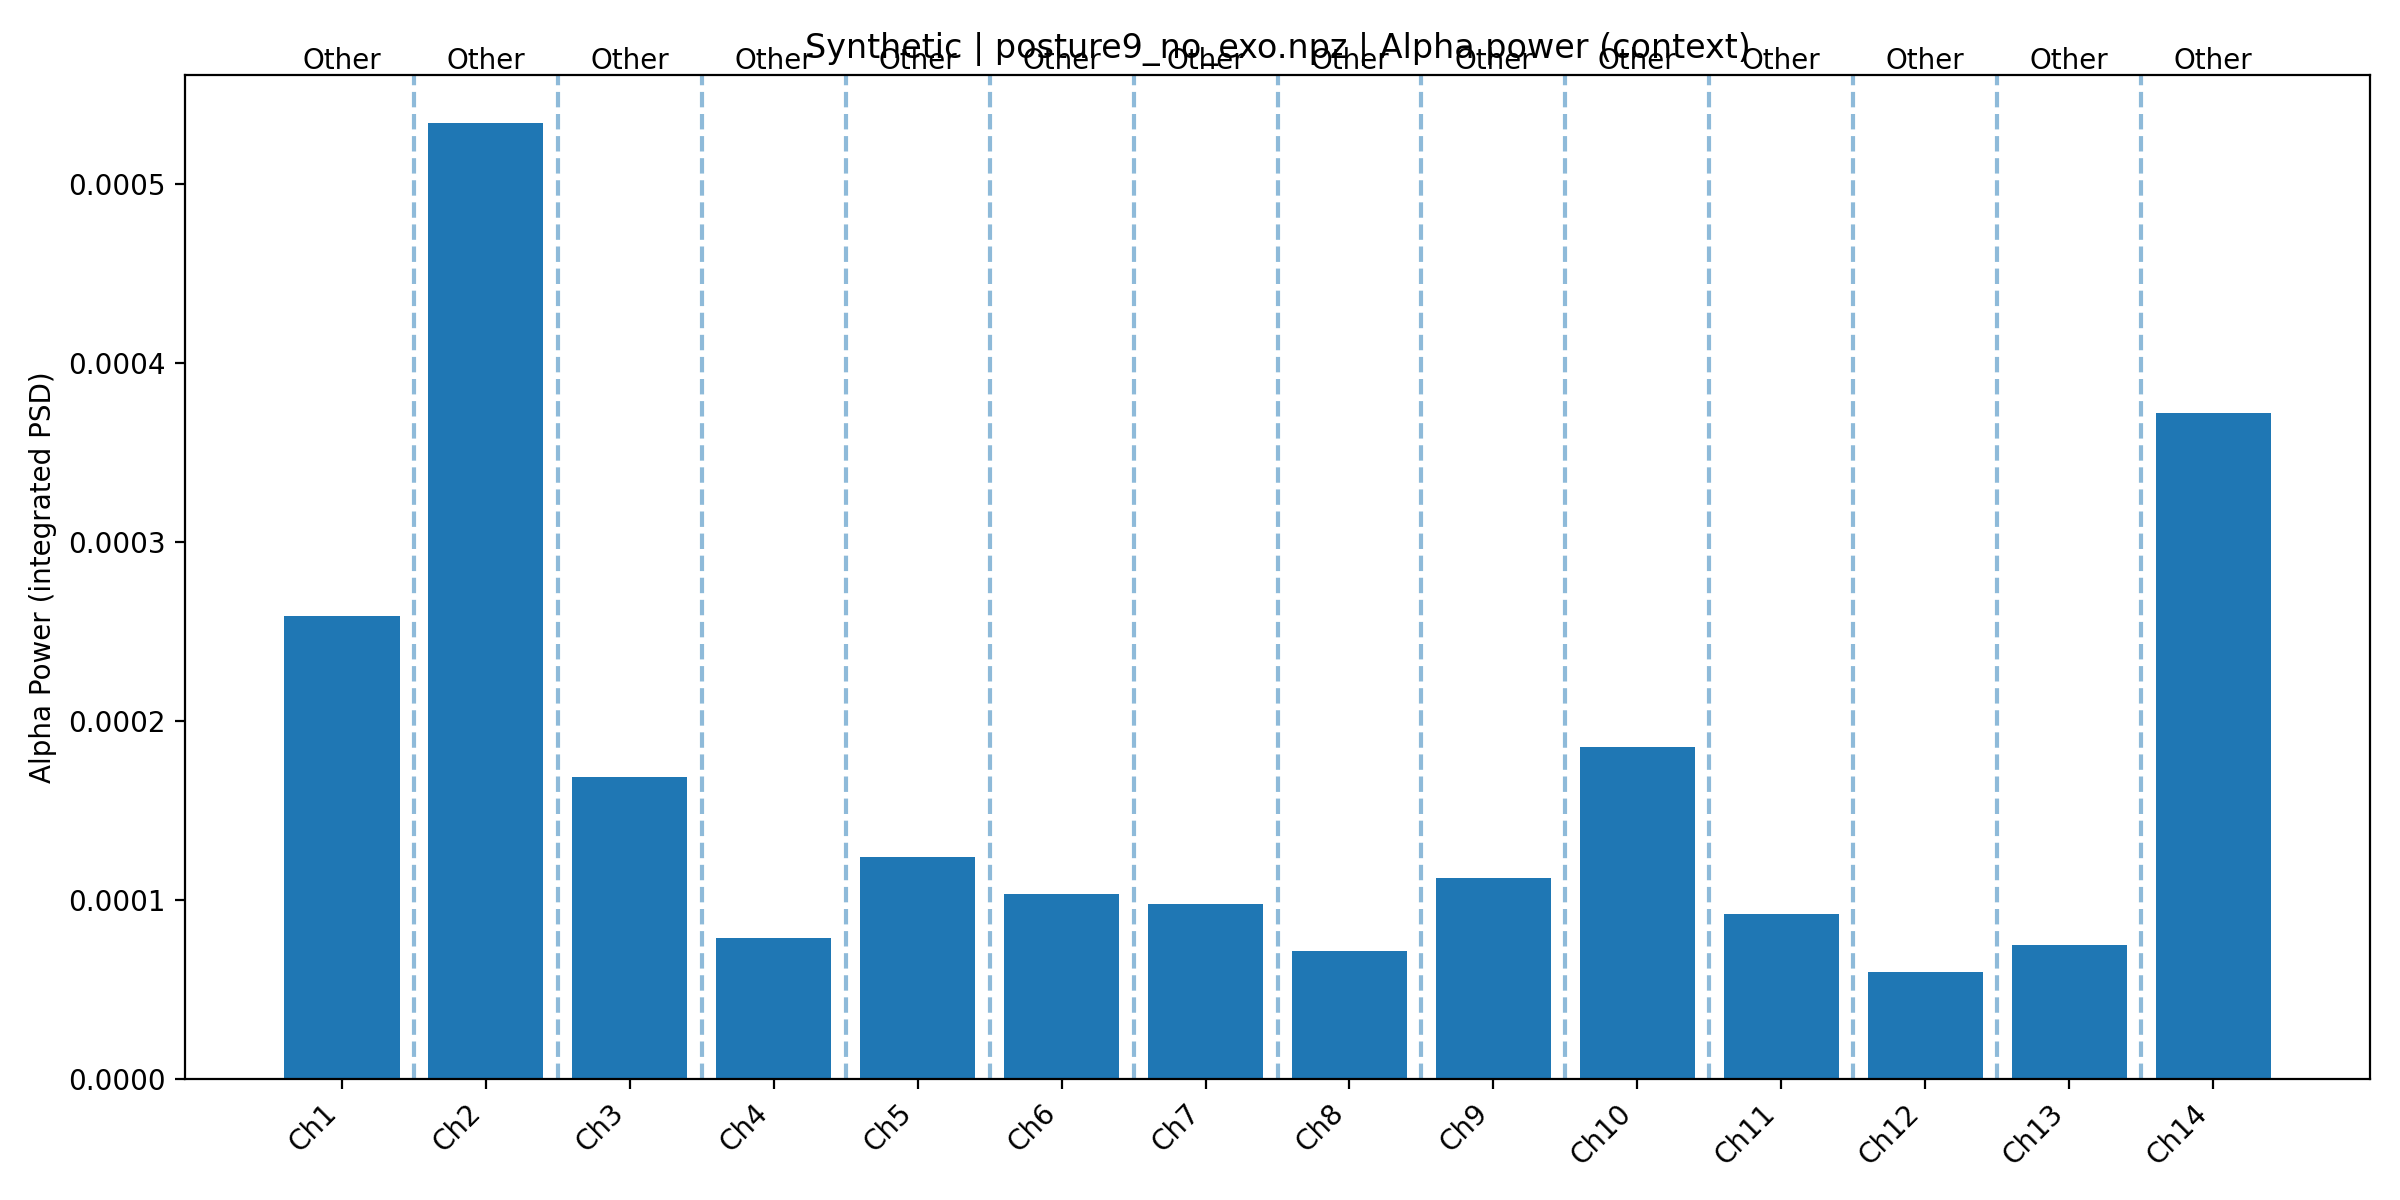 Synthetic | posture9_no_exo.npz | Alpha power (context)
Other Other Other Other Other Other Other Other Other Other Other Other Other Other
Alpha Power (integrated PSD)
0.0005
0.0004
0.0003
0.0002
0.0001
0.0000
Ch1 Ch2 Ch3 Ch4 Ch5 Ch6 Ch7 Ch8 Ch9 Ch10 Ch11 Ch12 Ch13 Ch14